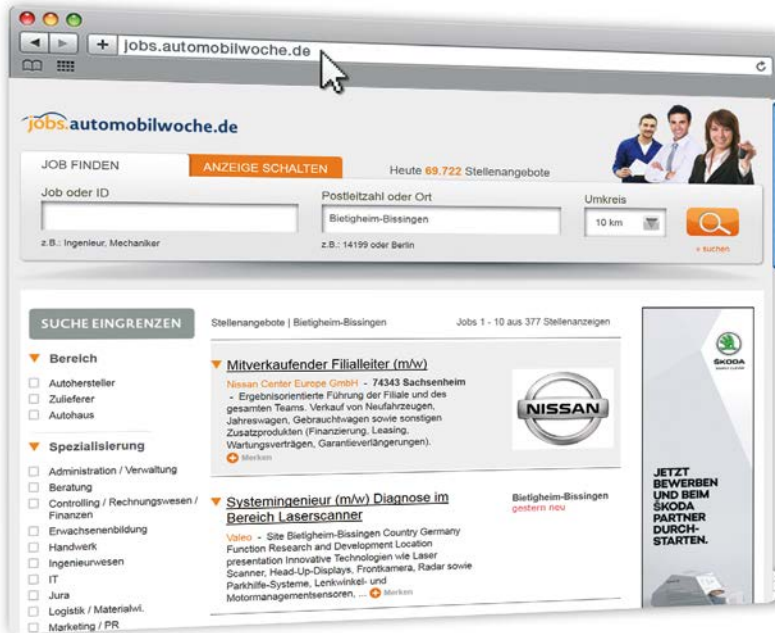 jobs.automobilwoche.de
jobs.automobilwoche.de
JOB FINDEN
ANZEIGE SCHALTEN
Heute 69.722 Stellenangebote
Job oder ID
Postleitzahl oder Ort
Umkreis
Bietigheim-Bissingen
10 km
z.B.: Ingenieur, Mechaniker
z.B.: 14199 oder Berlin
» suchen
SUCHE EINGRENZEN
Bereich
Autohersteller
Zulieferer
Autohaus
Spezialisierung
Administration / Verwaltung
Beratung
Controlling / Rechnungswesen /
Finanzen
Erwachsenenbildung
Handwerk
Ingenieurwesen
IT
Jura
Logistik / Materialwi.
Marketing / PR
Stellenangebote | Bietigheim-Bissingen
Jobs 1 - 10 aus 377 Stellenanzeigen
Mitverkaufender Filialleiter (m/w)
Nissan Center Europe GmbH - 74343 Sachsenheim
- Ergebnisorientierte Führung der Filiale und des
gesamten Teams. Verkauf von Neufahrzeugen,
Jahreswagen, Gebrauchtwagen sowie sonstigen
Zusatzprodukten (Finanzierung, Leasing,
Wartungsverträgen, Garantieverlängerungen).
Merken
NISSAN
Systemingenieur (m/w) Diagnose im
Bereich Laserscanner
Bietigheim-Bissingen
gestern neu
Valeo - Site Bietigheim-Bissingen Country Germany
Function Research and Development Location
presentation Innovative Technologien wie Laser
Scanner, Head-Up-Displays, Frontkamera, Radar sowie
Parkhilfe-Systeme, Lenkwinkel- und
Motormanagementsensoren, ... Merken
ŠKODA
SIMPLY CLEVER
JETZT
BEWERBEN
UND BEIM
ŠKODA
PARTNER
DURCH-
STARTEN.